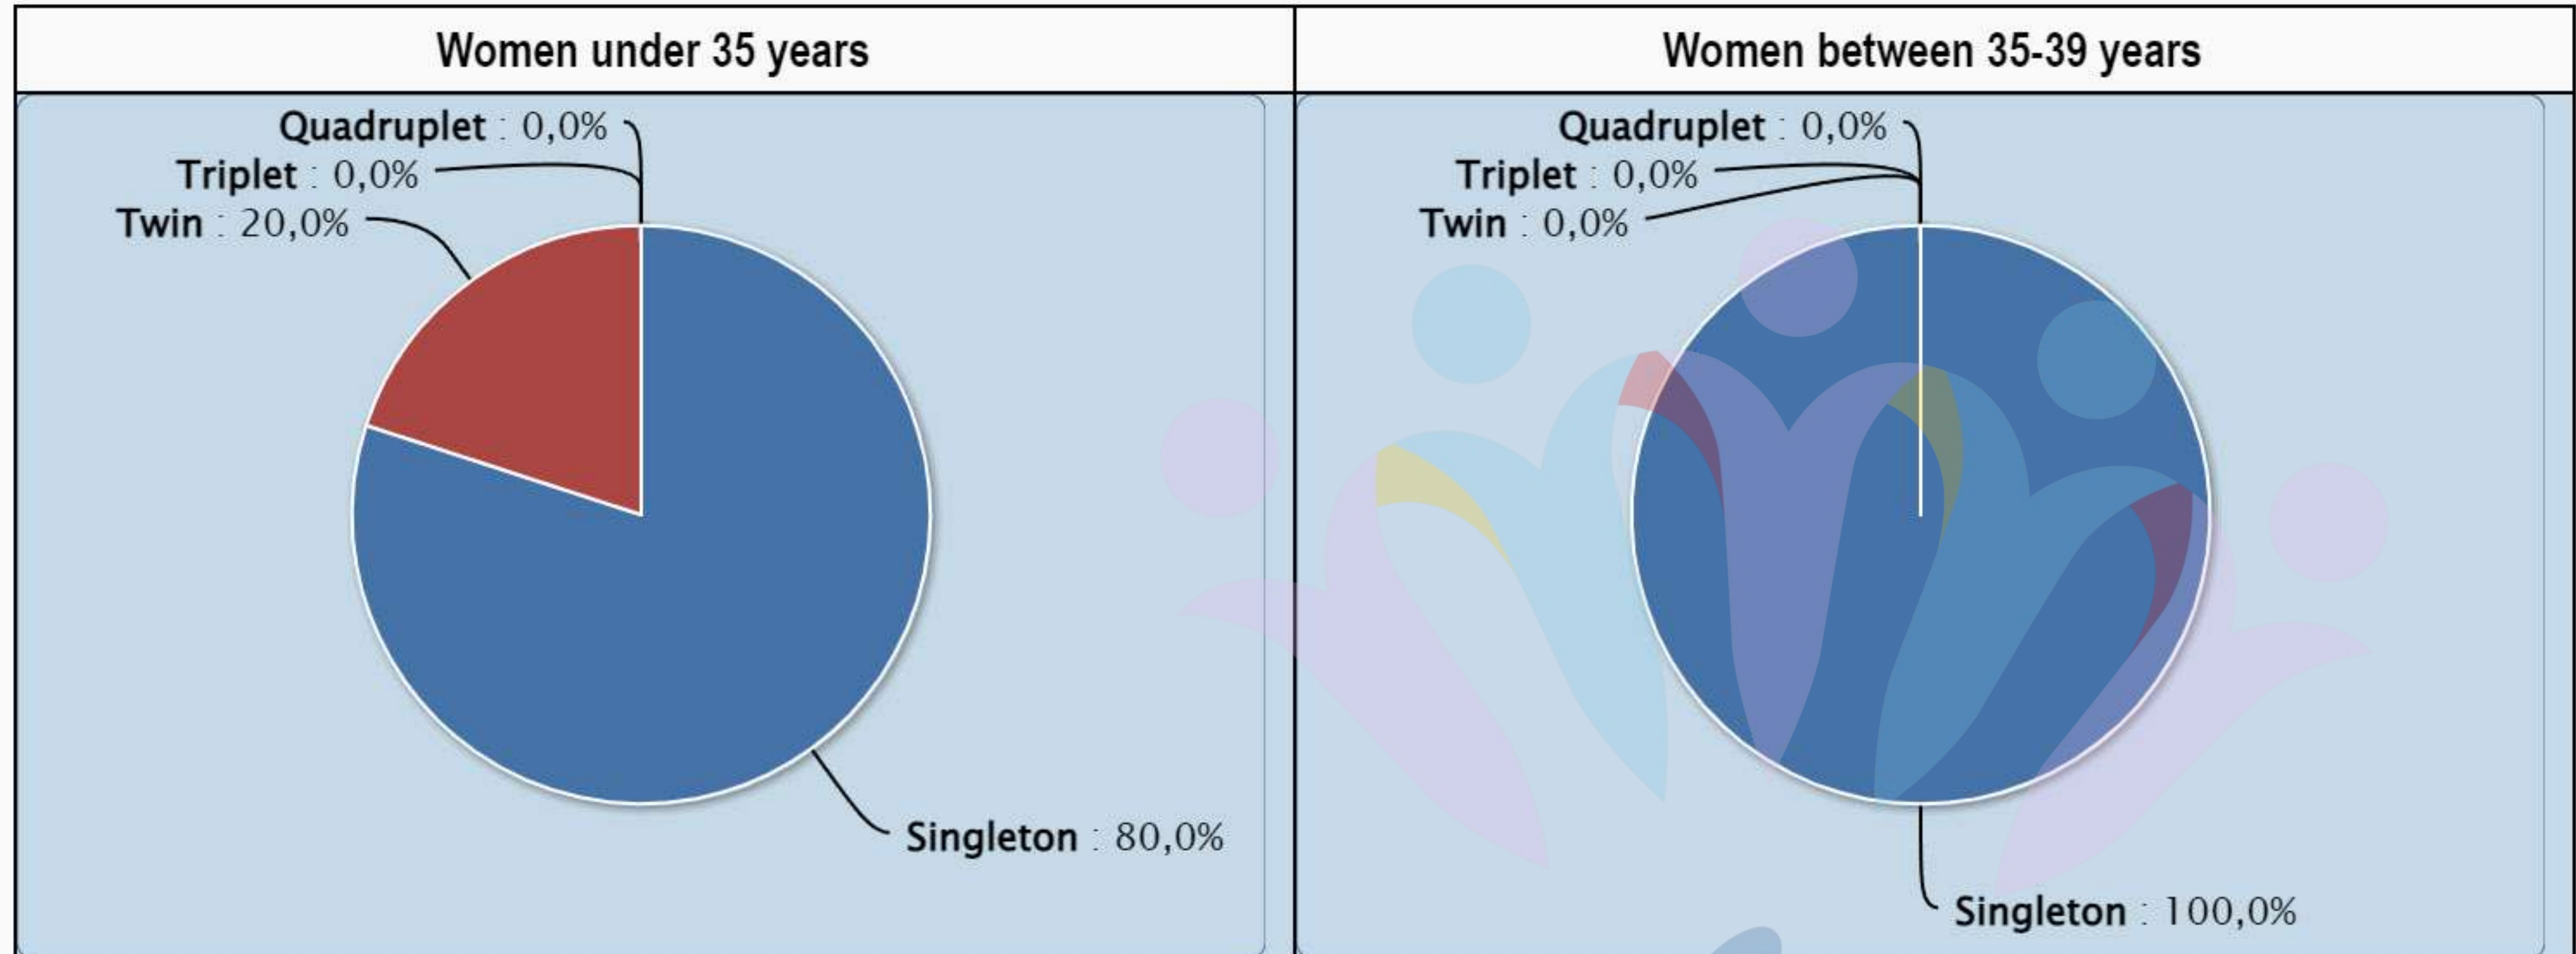 Women under 35 years
Quadruplet : 0,0%
Triplet : 0,0%
Twin : 20,0%
Singleton : 80,0%
Women between 35-39 years
Quadruplet : 0,0%
Triplet : 0,0%
Twin : 0,0%
Singleton : 100,0%